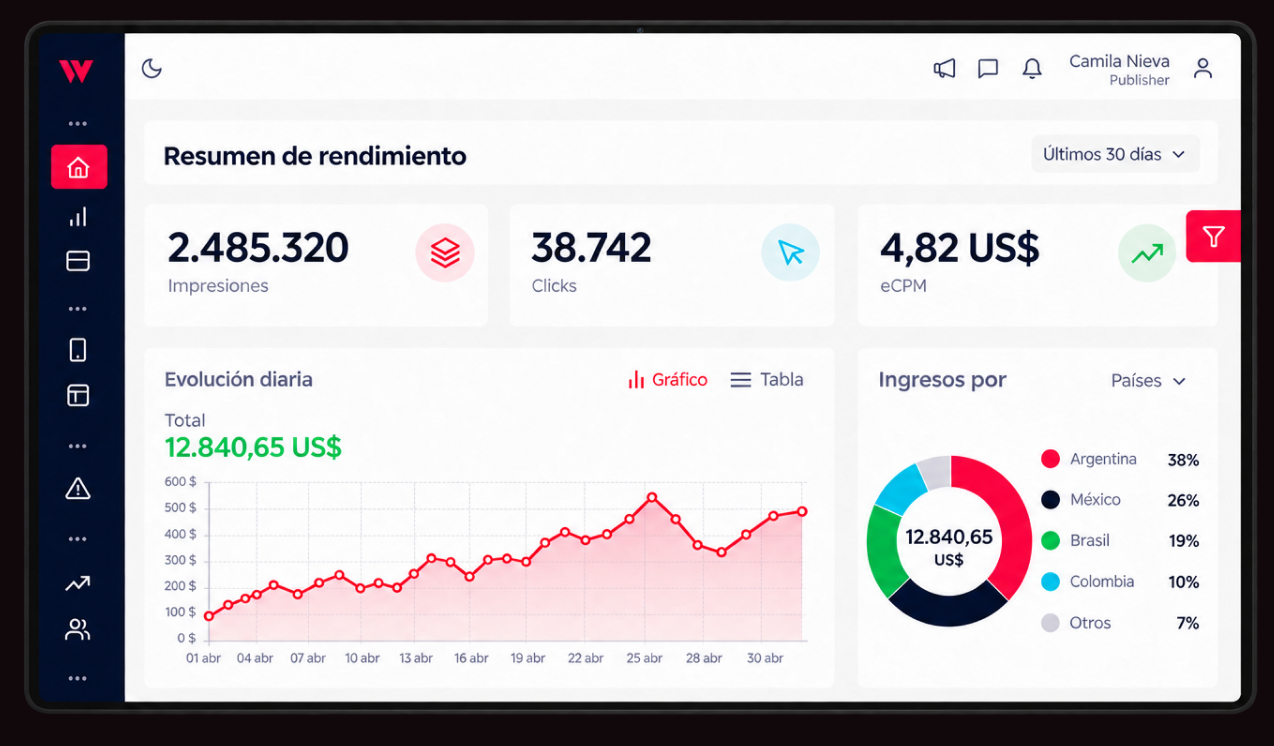 Camila Nieva
Publisher
Resumen de rendimiento
Últimos 30 días
2.485.320
Impresiones
38.742
Clicks
4,82 US$
eCPM
Evolución diaria
Gráfico
Tabla
Total
12.840,65 US$
600 $
500 $
400 $
300 $
200 $
100 $
0 $
01 abr 04 abr 07 abr 10 abr 13 abr 16 abr 19 abr 22 abr 25 abr 28 abr 30 abr
Ingresos por
Países
12.840,65
US$
Argentina 38%
México 26%
Brasil 19%
Colombia 10%
Otros 7%